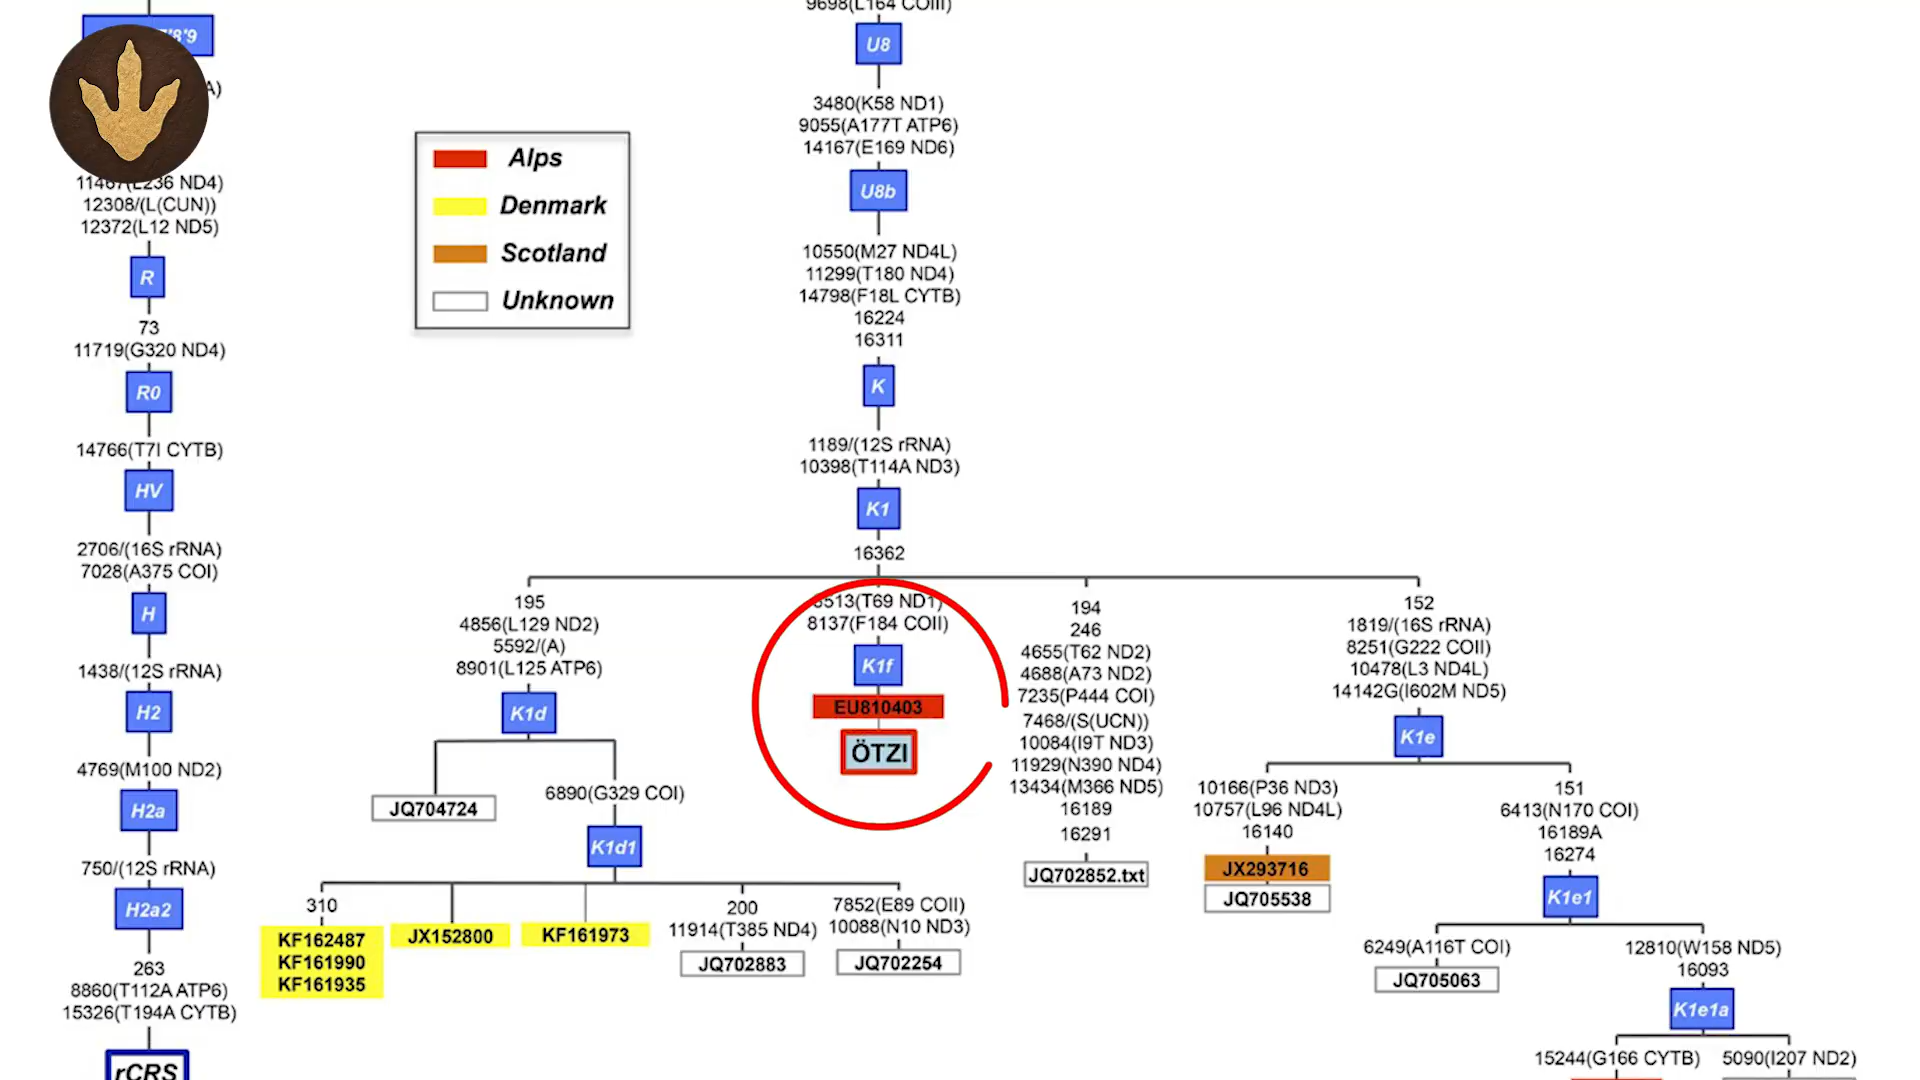 9698(L164 COIII)
U8
3480(K58 ND1)
9055(A177T ATP6)
14167(E169 ND6)
U8b
10550(M27 ND4L)
11299(T180 ND4)
14798(F18L CYTB)
16224
16311
K
1189/(12S rRNA)
10398(T114A ND3)
K1
16362
Alps
Denmark
Scotland
Unknown
11467(L236 ND4)
12308/(L(CUN))
12372(L12 ND5)
R
73
11719(G320 ND4)
R0
14766(T7I CYTB)
HV
2706/(16S rRNA)
7028(A375 COI)
H
1438/(12S rRNA)
H2
4769(M100 ND2)
H2a
750/(12S rRNA)
H2a2
263
8860(T112A ATP6)
15326(T194A CYTB)
rCRS
195
4856(L129 ND2)
5592/(A)
8901(L125 ATP6)
K1d
JQ704724
6890(G329 COI)
K1d1
310
KF162487
KF161990
KF161935
JX152800
KF161973
200
11914(T385 ND4)
JQ702883
7852(E89 COII)
10088(N10 ND3)
JQ702254
3513(T69 ND1)
8137(F184 COII)
K1f
EU810403
ÖTZI
194
246
4655(T62 ND2)
4688(A73 ND2)
7235(P444 COI)
7468/(S(UCN))
10084(I9T ND3)
11929(N390 ND4)
13434(M366 ND5)
16189
16291
JQ702852.txt
152
1819/(16S rRNA)
8251(G222 COII)
10478(L3 ND4L)
14142G(I602M ND5)
K1e
10166(P36 ND3)
10757(L96 ND4L)
16140
JX293716
JQ705538
151
6413(N170 COI)
16189A
16274
K1e1
6249(A116T COI)
JQ705063
12810(W158 ND5)
16093
K1e1a
15244(G166 CYTB)
5090(I207 ND2)